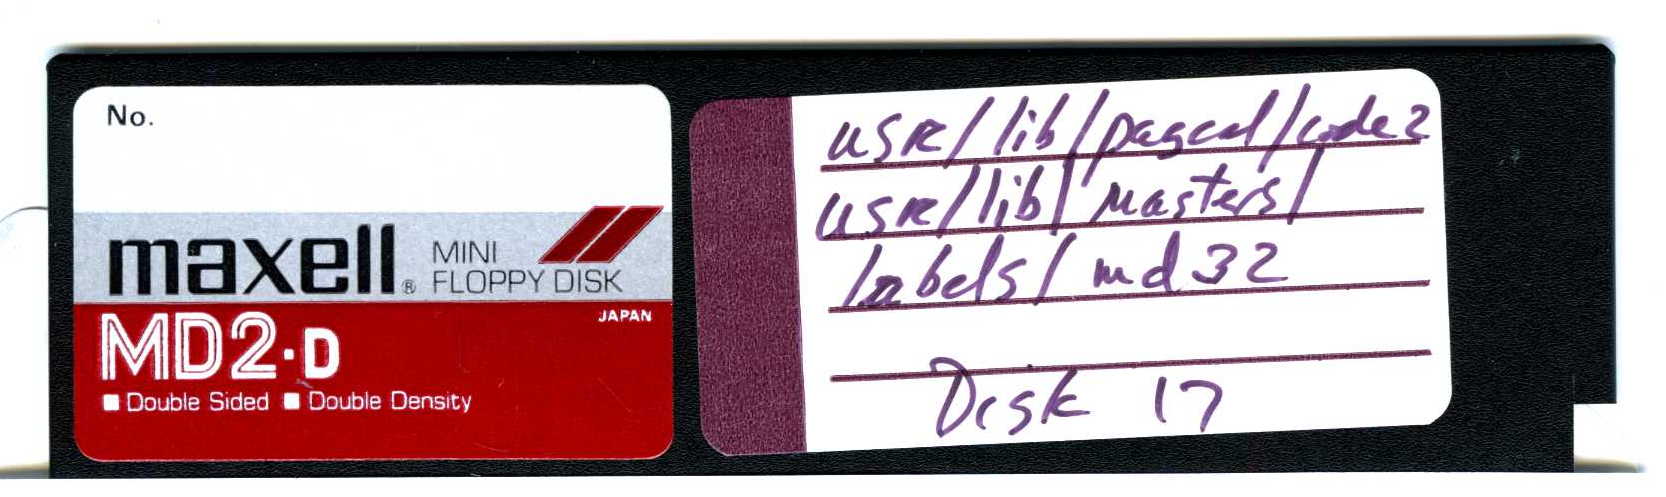 No.
maxell® MINI
FLOPPY DISK
JAPAN
MD2-D
Double Sided Double Density
usr/lib/pascal/code2
usr/lib/masters/
labels/md32
Disk 17